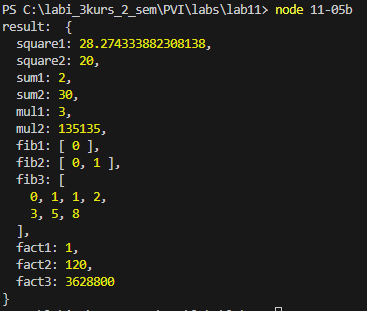 PS C:\labi_3kurs_2_sem\PVI\labs\lab11> node 11-05b
result:  {
  square1: 28.274333882308138,
  square2: 20,
  sum1: 2,
  sum2: 30,
  mul1: 3,
  mul2: 135135,
  fib1: [ 0 ],
  fib2: [ 0, 1 ],
  fib3: [
    0, 1, 1, 2,
    3, 5, 8
  ],
  fact1: 1,
  fact2: 120,
  fact3: 3628800
}